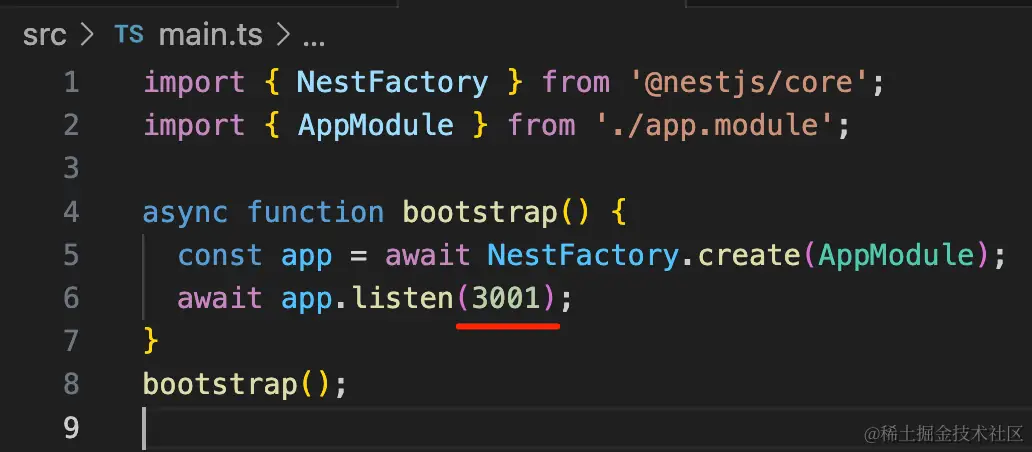 src > TS main.ts > ...
1 import { NestFactory } from '@nestjs/core';
2 import { AppModule } from './app.module';
3
4 async function bootstrap() {
5   const app = await NestFactory.create(AppModule);
6   await app.listen(3001);
7 }
8 bootstrap();
9
@稀土掘金技术社区